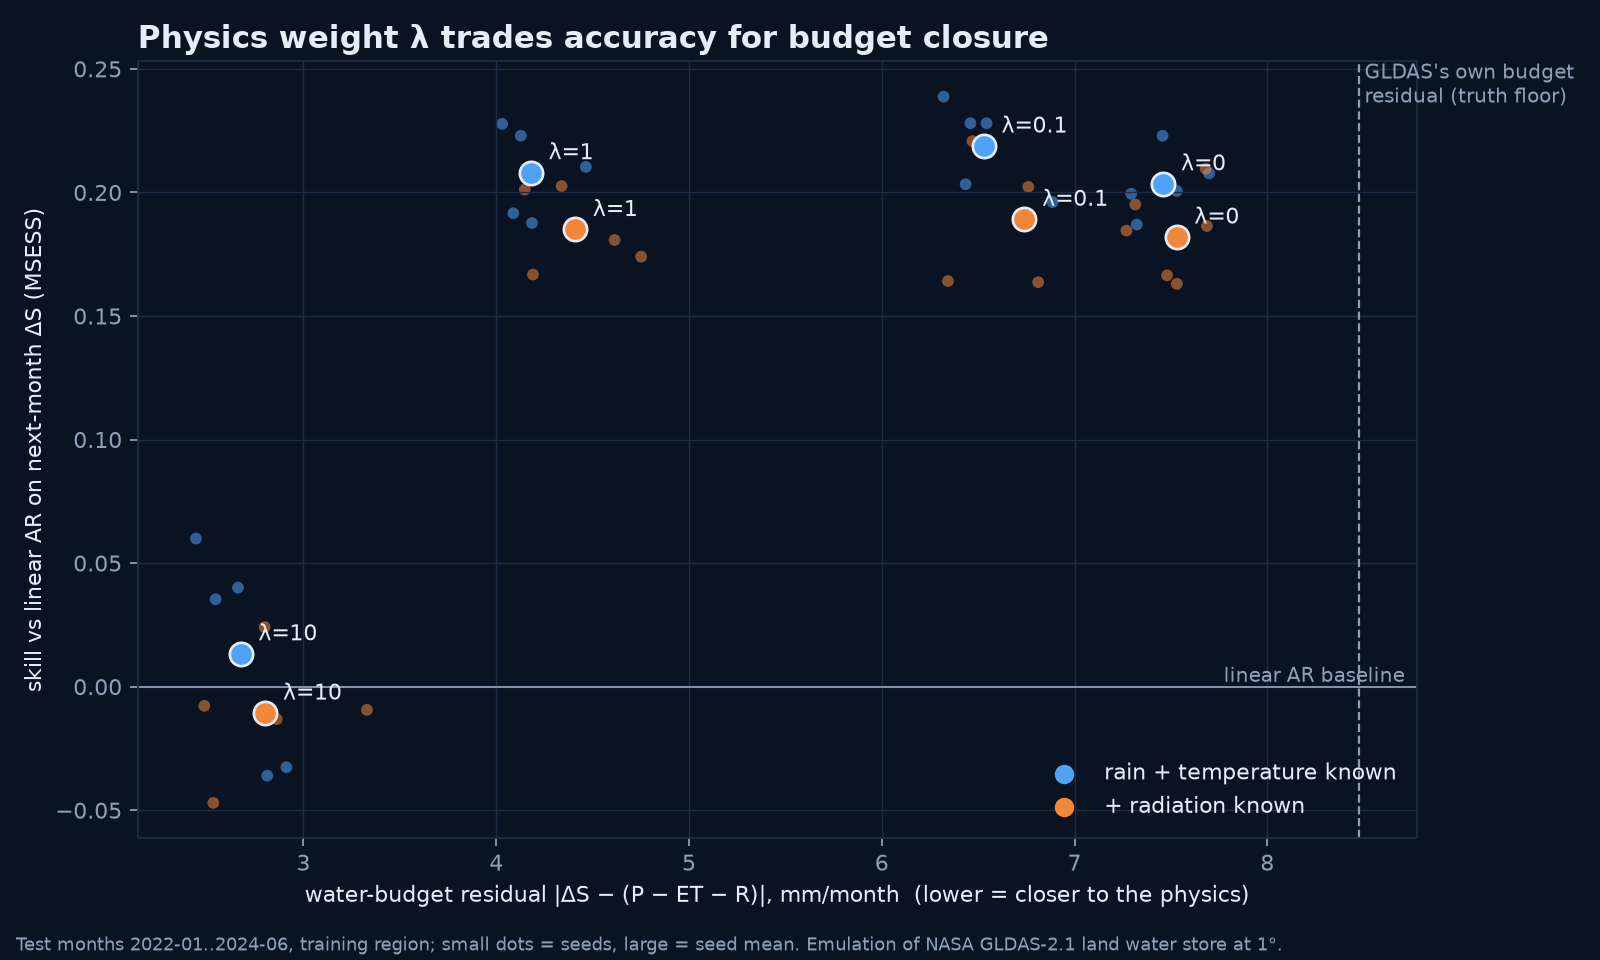 Physics weight λ trades accuracy for budget closure
GLDAS's own budget
residual (truth floor)
0.25
0.20
0.15
0.10
0.05
0.00
−0.05
skill vs linear AR on next-month ΔS (MSESS)
λ=0.1
λ=1
λ=0
λ=0.1
λ=1
λ=0
λ=10
λ=10
linear AR baseline
rain + temperature known
+ radiation known
3
4
5
6
7
8
water-budget residual |ΔS − (P − ET − R)|, mm/month (lower = closer to the physics)
Test months 2022-01..2024-06, training region; small dots = seeds, large = seed mean. Emulation of NASA GLDAS-2.1 land water store at 1°.